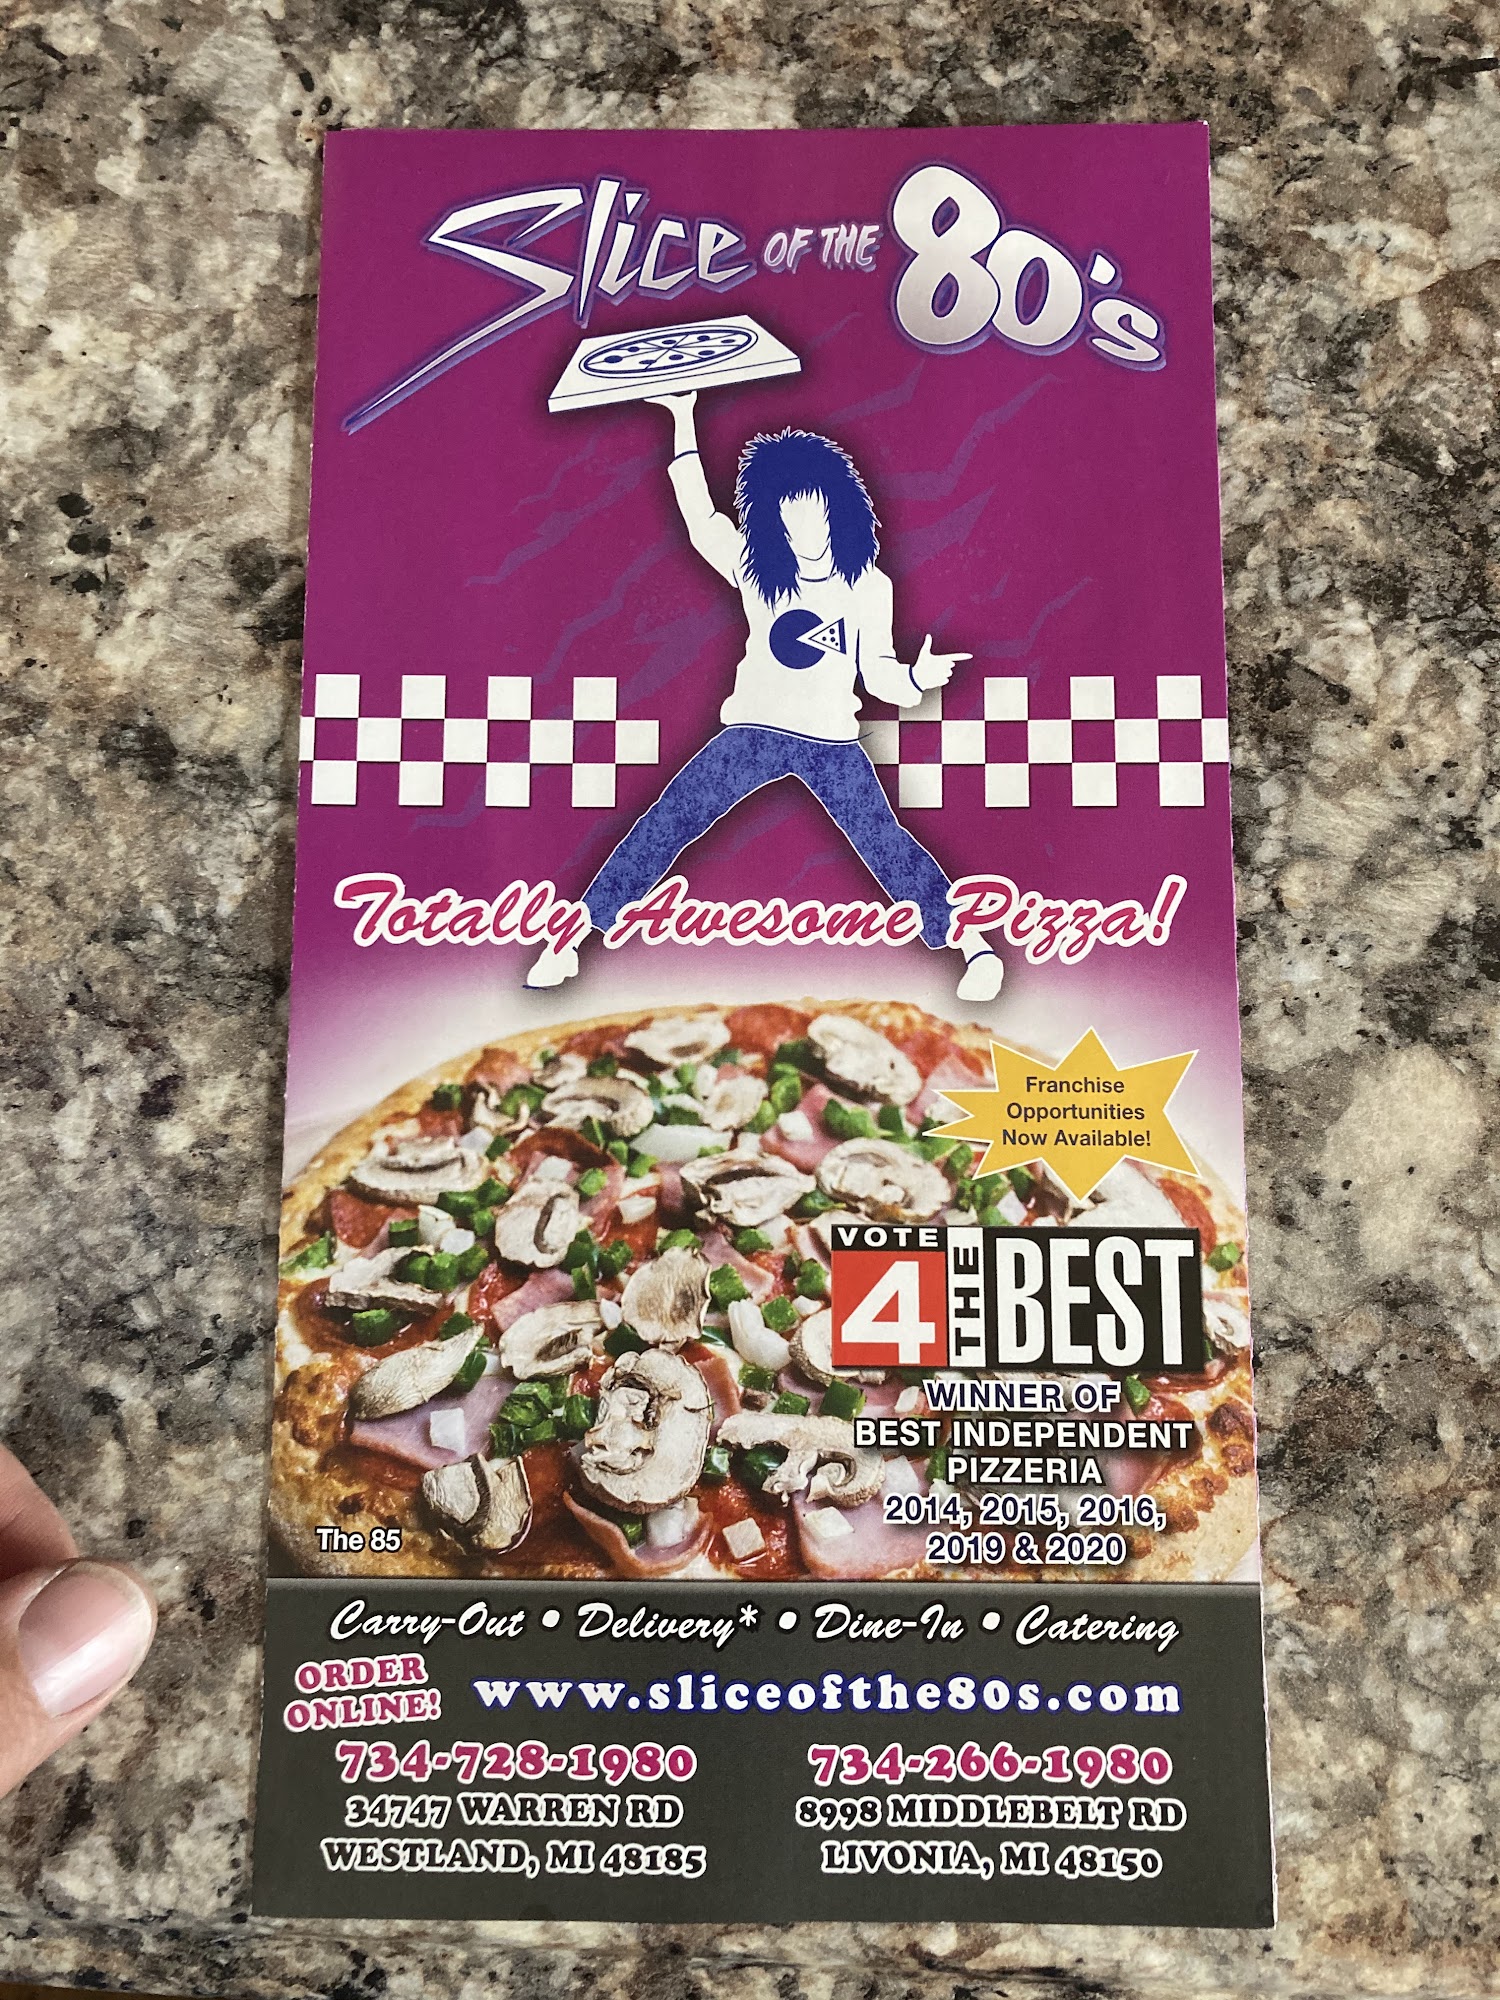 Slice OF THE 80's
Totally Awesome Pizza!
Franchise
Opportunities
Now Available!
VOTE
4 THE BEST
WINNER OF
BEST INDEPENDENT
PIZZERIA
2014, 2015, 2016,
2019 & 2020
The 85
Carry-Out • Delivery* • Dine-In • Catering
ORDER
ONLINE!
www.sliceofthe80s.com
734-728-1980
34747 WARREN RD
WESTLAND, MI 48185
734-266-1980
8998 MIDDLEBELT RD
LIVONIA, MI 48150